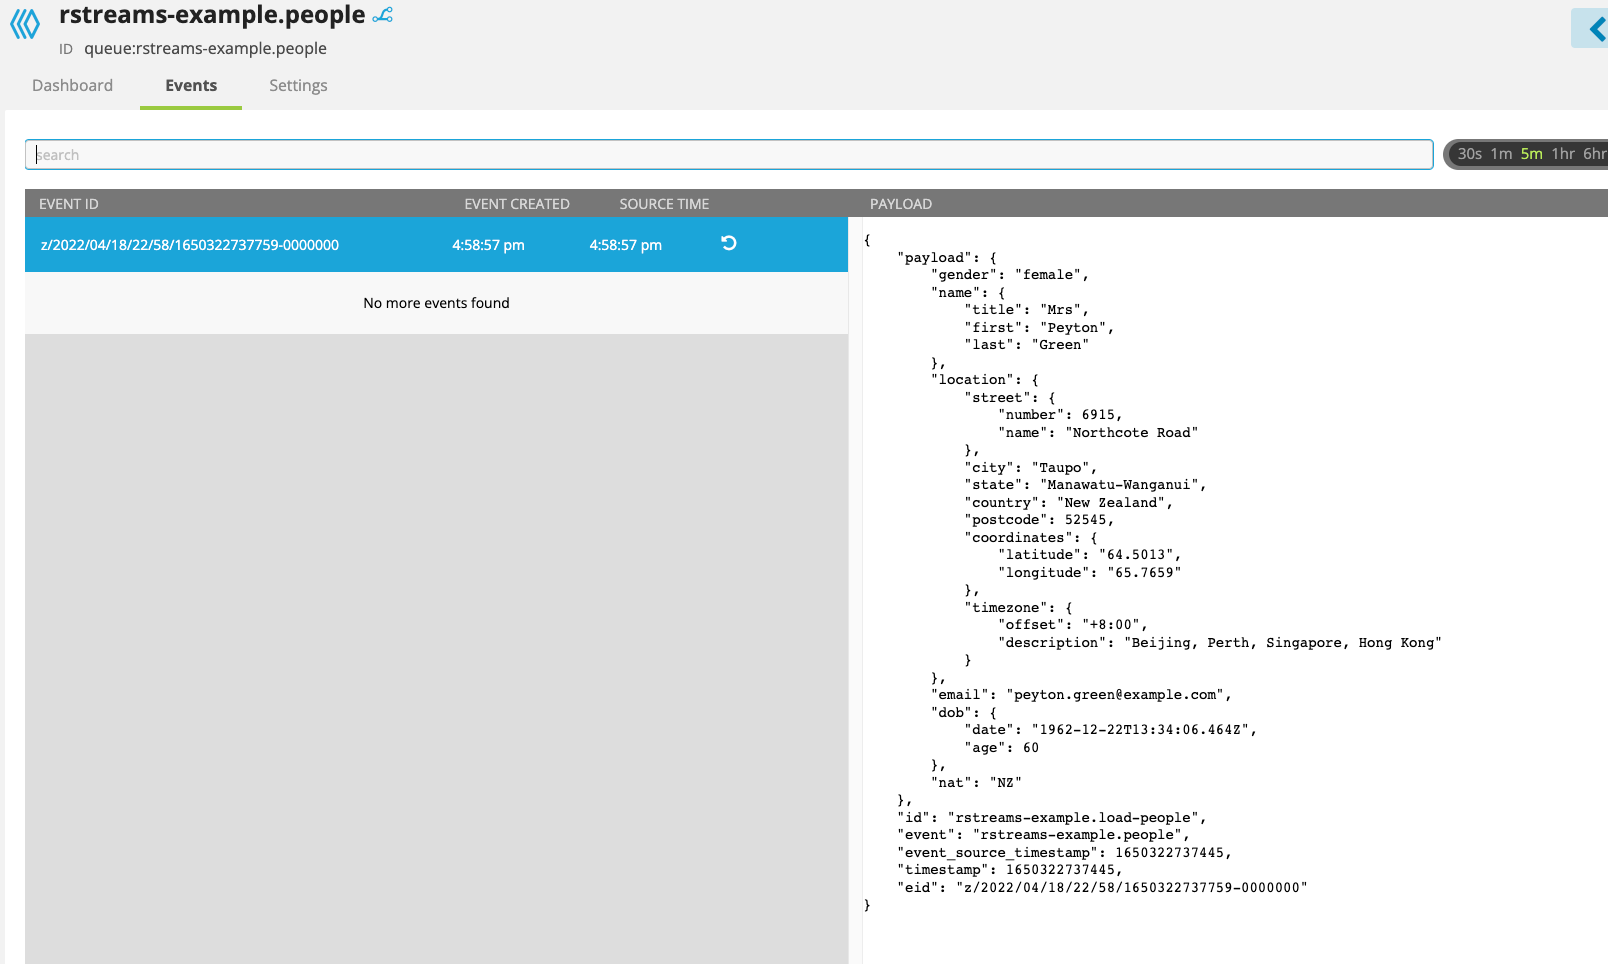 rstreams-example.people
ID queue:rstreams-example.people
Dashboard Events Settings
search
30s 1m 5m 1hr 6hr
EVENT ID EVENT CREATED SOURCE TIME PAYLOAD
z/2022/04/18/22/58/1650322737759-0000000 4:58:57 pm 4:58:57 pm
No more events found
{
    "payload": {
        "gender": "female",
        "name": {
            "title": "Mrs",
            "first": "Peyton",
            "last": "Green"
        },
        "location": {
            "street": {
                "number": 6915,
                "name": "Northcote Road"
            },
            "city": "Taupo",
            "state": "Manawatu-Wanganui",
            "country": "New Zealand",
            "postcode": 52545,
            "coordinates": {
                "latitude": "64.5013",
                "longitude": "65.7659"
            },
            "timezone": {
                "offset": "+8:00",
                "description": "Beijing, Perth, Singapore, Hong Kong"
            }
        },
        "email": "peyton.green@example.com",
        "dob": {
            "date": "1962-12-22T13:34:06.464Z",
            "age": 60
        },
        "nat": "NZ"
    },
    "id": "rstreams-example.load-people",
    "event": "rstreams-example.people",
    "event_source_timestamp": 1650322737445,
    "timestamp": 1650322737445,
    "eid": "z/2022/04/18/22/58/1650322737759-0000000"
}